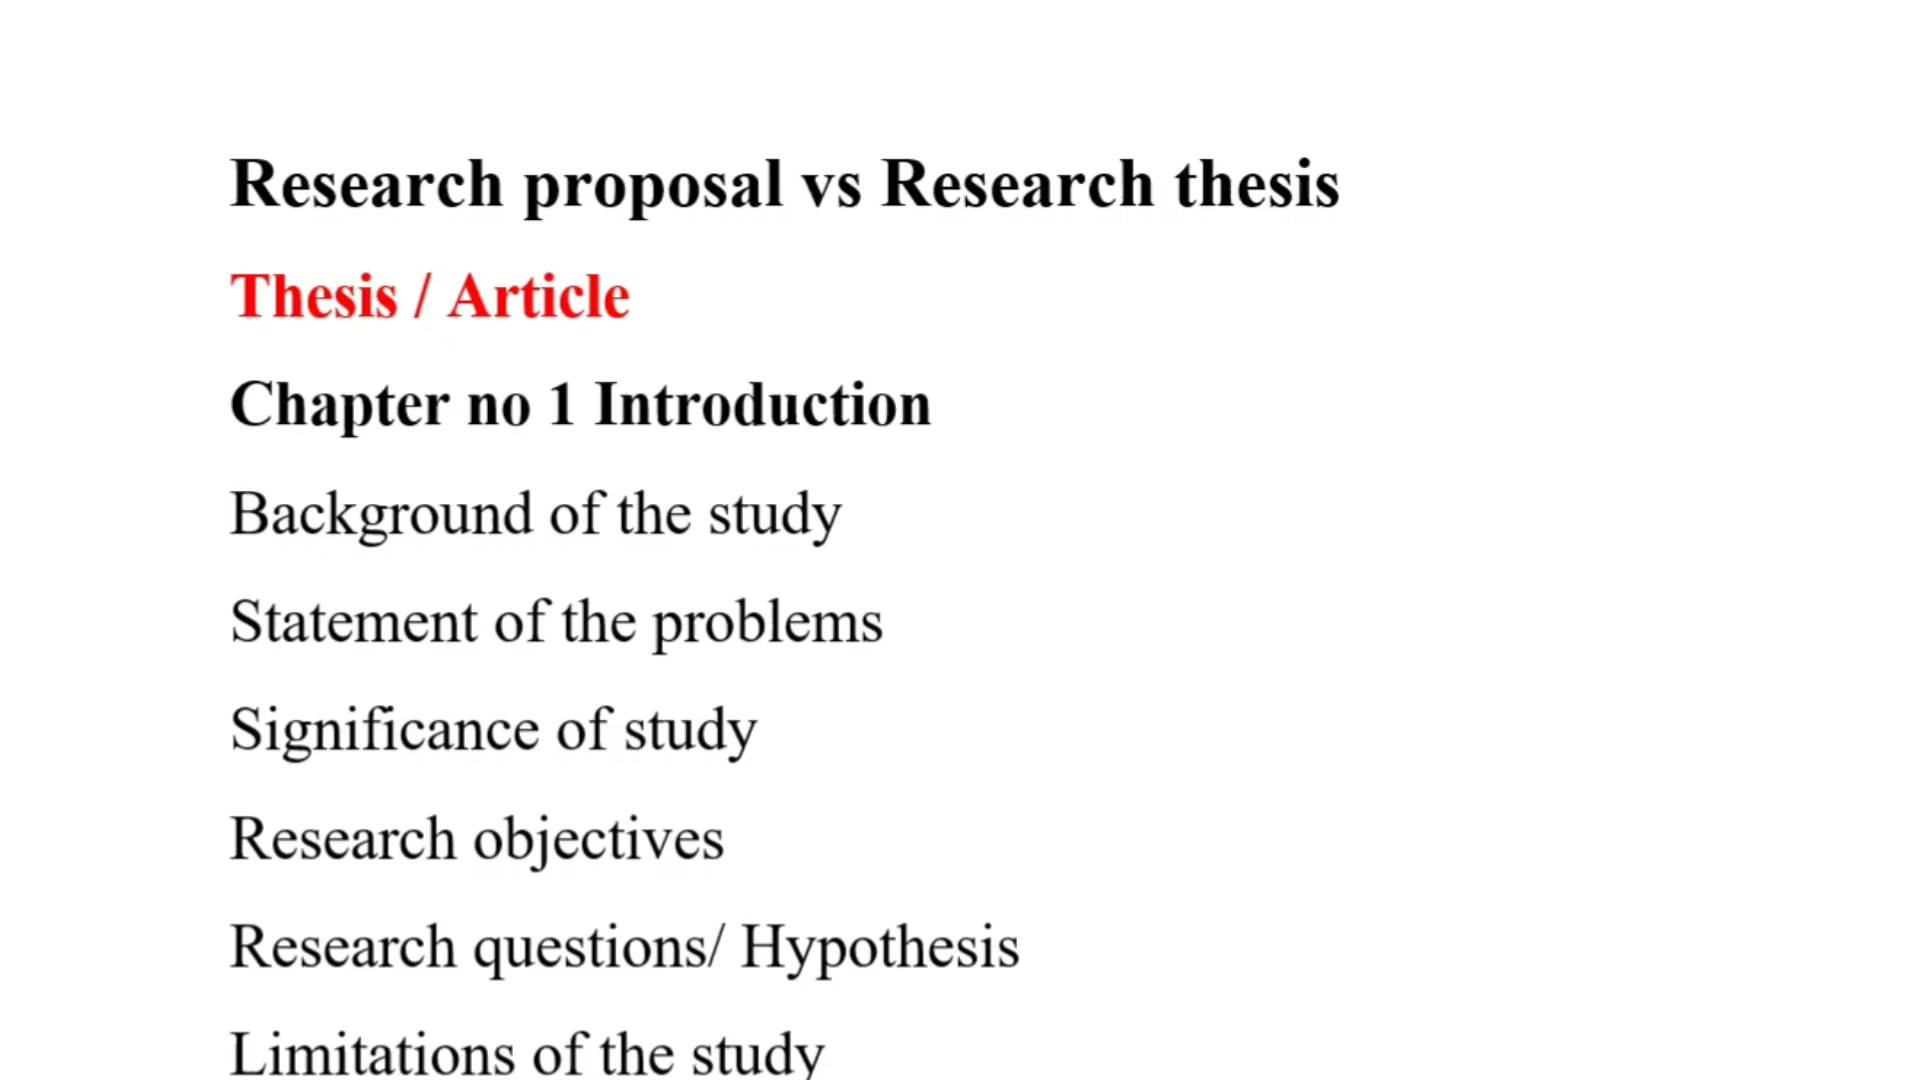 Research proposal vs Research thesis
Thesis / Article
Chapter no 1 Introduction
Background of the study
Statement of the problems
Significance of study
Research objectives
Research questions/ Hypothesis
Limitations of the study